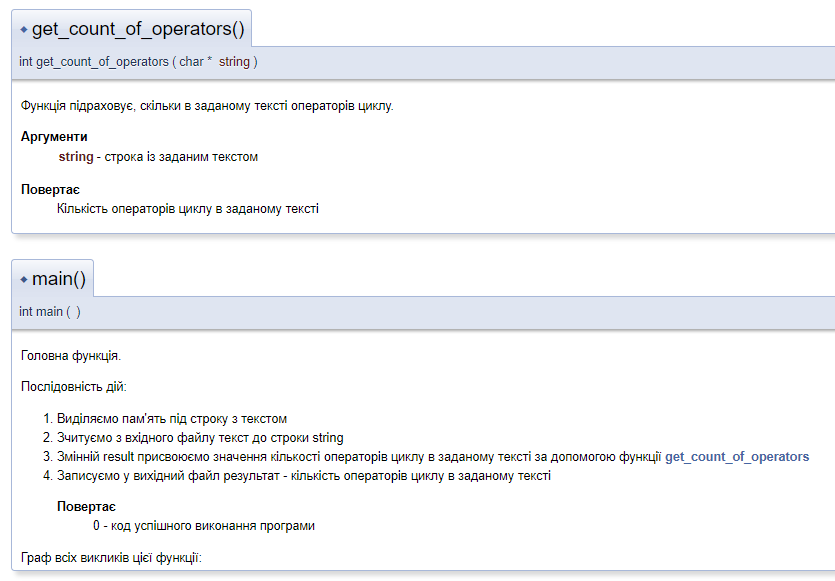 get_count_of_operators()
int get_count_of_operators ( char * string )
Функція підраховує, скільки в заданому тексті операторів циклу.
Аргументи
string - строка із заданим текстом
Повертає
Кількість операторів циклу в заданому тексті
main()
int main ( )
Головна функція.
Послідовність дій:
1. Виділяємо пам'ять під строку з текстом
2. Зчитуємо з вхідного файлу текст до строки string
3. Змінній result присвоюємо значення кількості операторів циклу в заданому тексті за допомогою функції get_count_of_operators
4. Записуємо у вихідний файл результат - кількість операторів циклу в заданому тексті
Повертає
0 - код успішного виконання програми
Граф всіх викликів цієї функції: